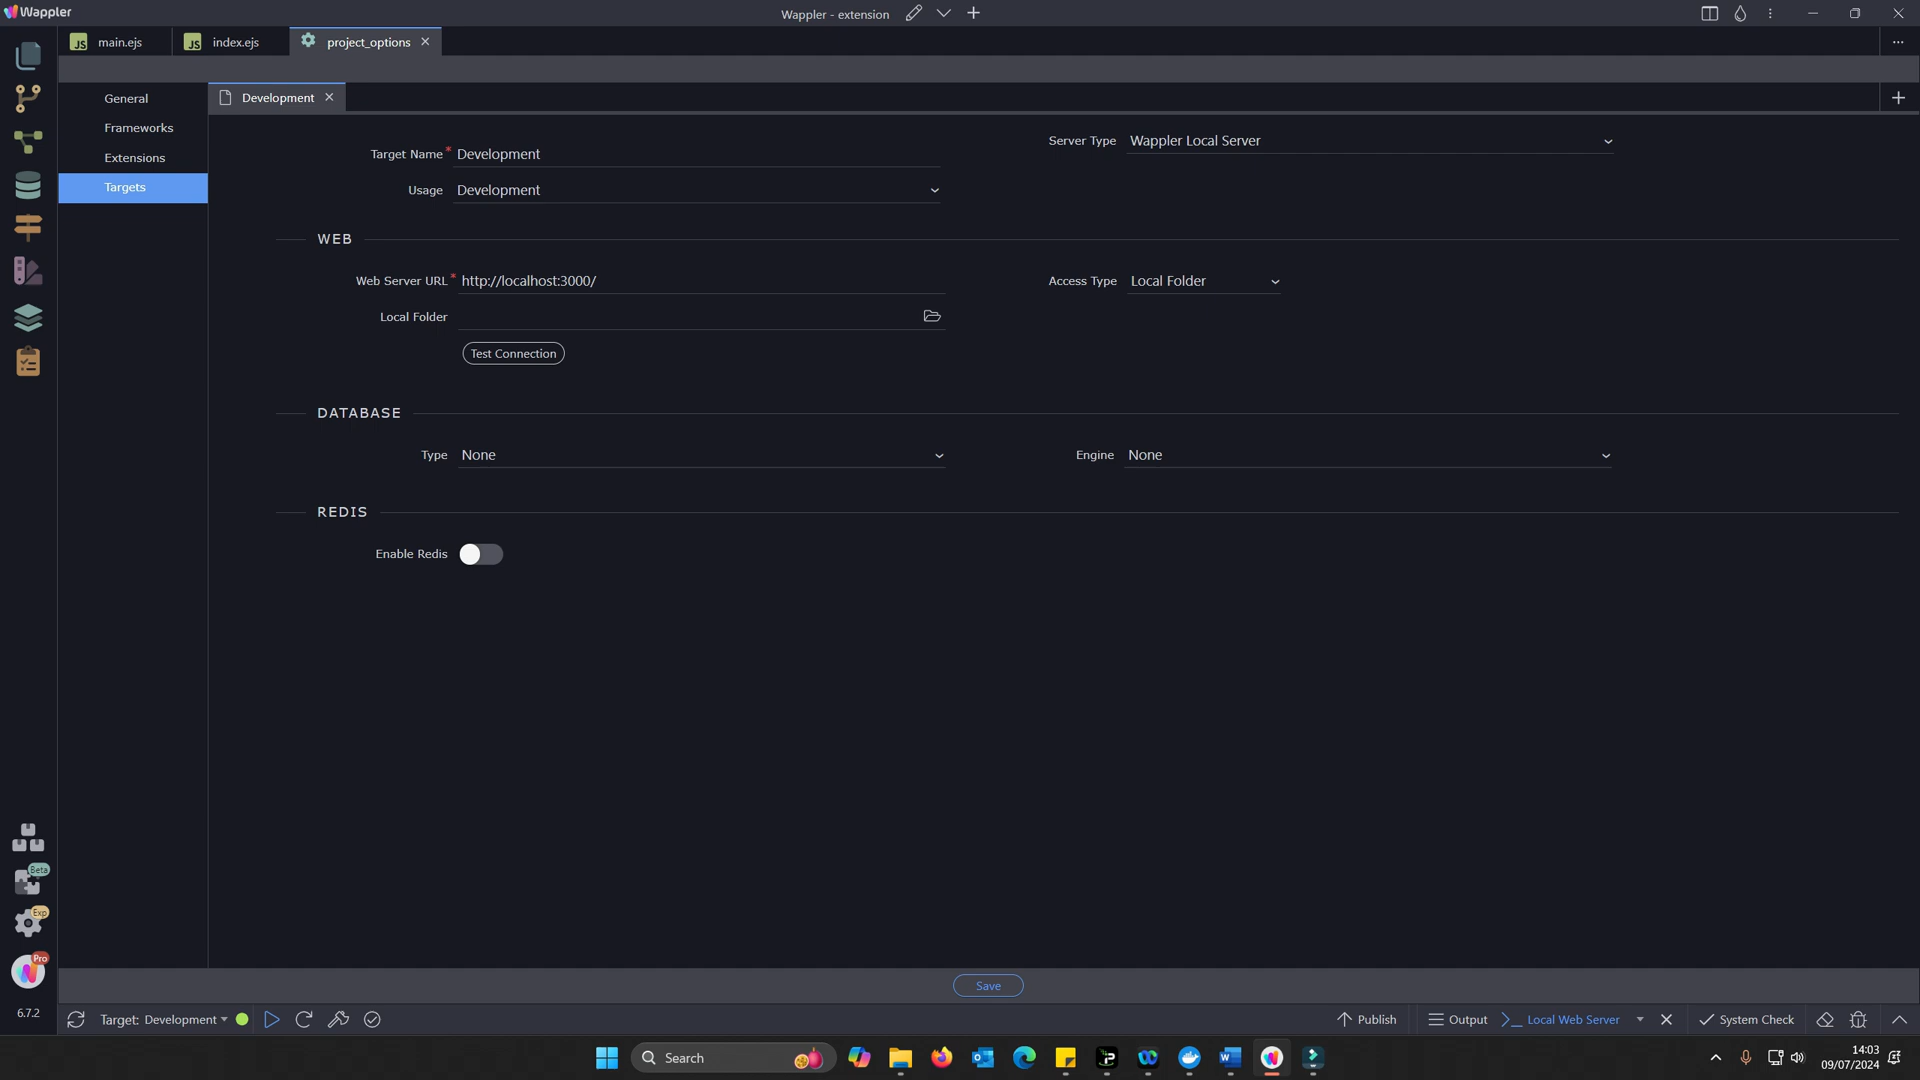 Wappler
Wappler - extension
main.ejs
index.ejs
project_options
General
Frameworks
Extensions
Targets
Development
Target Name * Development
Server Type Wappler Local Server
Usage Development
WEB
Web Server URL * http://localhost:3000/
Access Type Local Folder
Local Folder
Test Connection
DATABASE
Type None
Engine None
REDIS
Enable Redis
Beta
Exp
Pro
6.7.2
Save
Target: Development
Publish
Output
Local Web Server
System Check
Search
14:03
09/07/2024